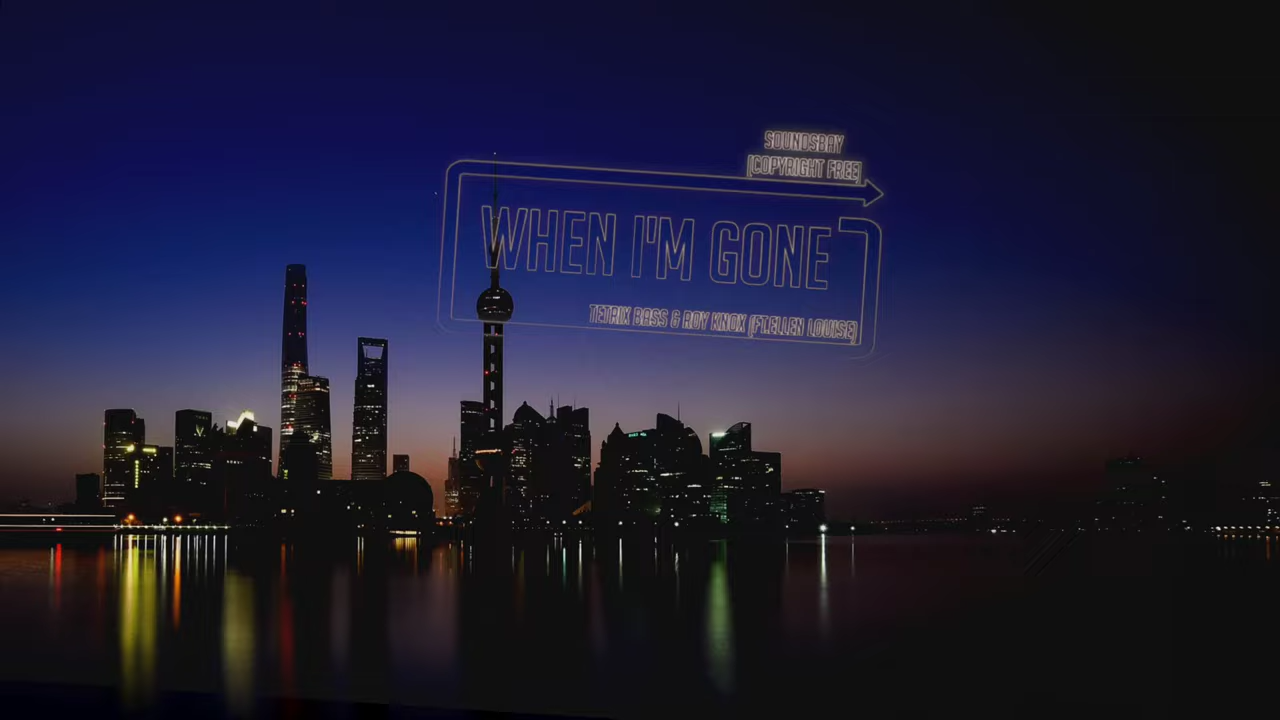 SOUNDSBAY
(COPYRIGHT FREE)
WHEN I'M GONE
TETRIX BASS & ROY KNOX (FT.ELLEN LOUISE)